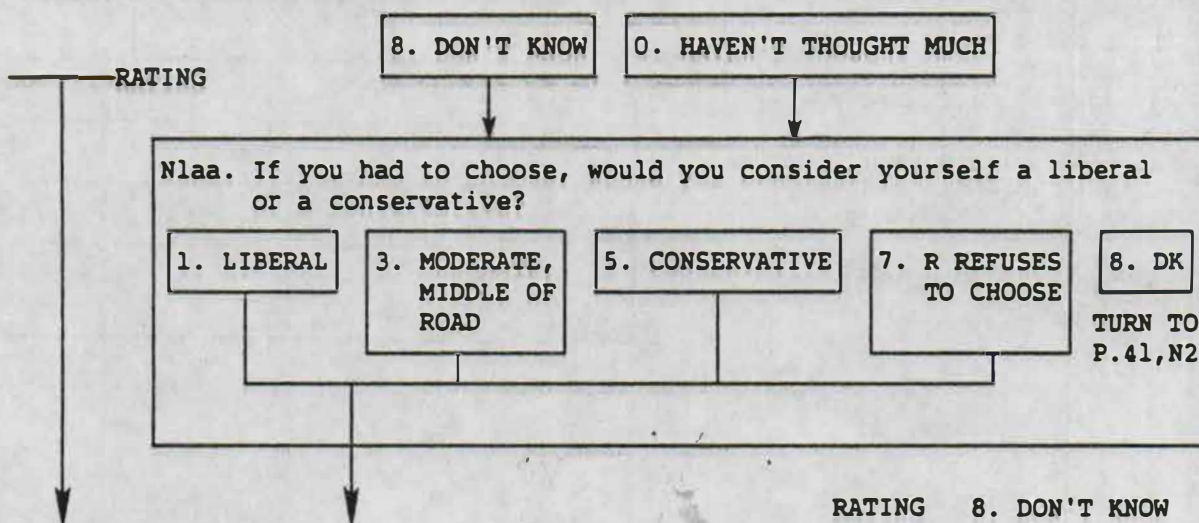 8. DON'T KNOW
0. HAVEN'T THOUGHT MUCH
RATING
N1aa. If you had to choose, would you consider yourself a liberal
or a conservative?
1. LIBERAL
3. MODERATE,
MIDDLE OF
ROAD
5. CONSERVATIVE
7. R REFUSES
TO CHOOSE
8. DK
TURN TO
P.41,N2
RATING 8. DON'T KNOW